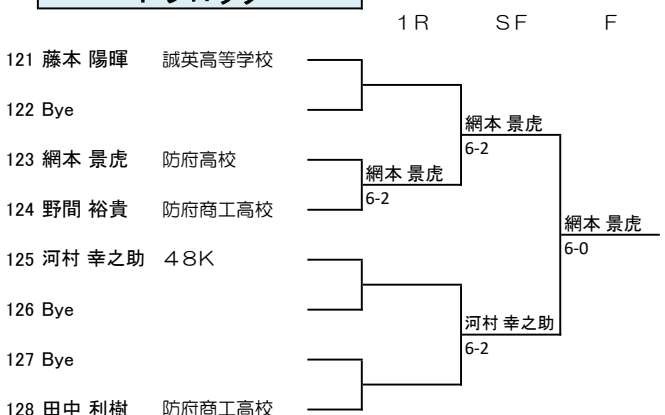 1R SF F
121 藤本 陽暉 誠英高等学校
122 Bye
網本 景虎
6-2
123 網本 景虎 防府高校
網本 景虎
6-2
124 野間 裕貴 防府商工高校
網本 景虎
6-0
125 河村 幸之助 48K
126 Bye
河村 幸之助
6-2
127 Bye
128 田中 利樹 防府商工高校